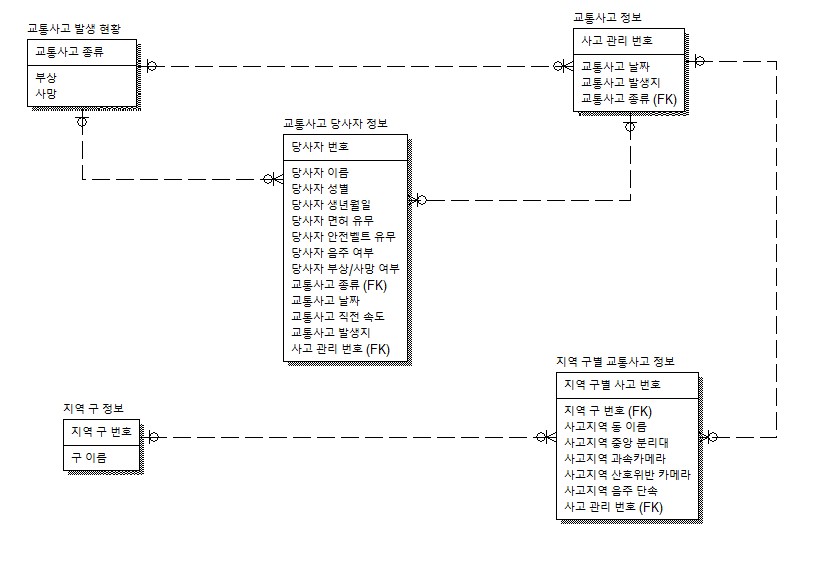 교통사고 발생 현황
교통사고 종류
부상
사망
교통사고 정보
사고 관리 번호
교통사고 날짜
교통사고 발생지
교통사고 종류 (FK)
교통사고 당사자 정보
당사자 번호
당사자 이름
당사자 성별
당사자 생년월일
당사자 면허 유무
당사자 안전벨트 유무
당사자 음주 여부
당사자 부상/사망 여부
교통사고 종류 (FK)
교통사고 날짜
교통사고 직전 속도
교통사고 발생지
사고 관리 번호 (FK)
지역 구 정보
지역 구 번호
구 이름
지역 구별 교통사고 정보
지역 구별 사고 번호
지역 구 번호 (FK)
사고지역 동 이름
사고지역 중앙 분리대
사고지역 과속카메라
사고지역 산호위반 카메라
사고지역 음주 단속
사고 관리 번호 (FK)